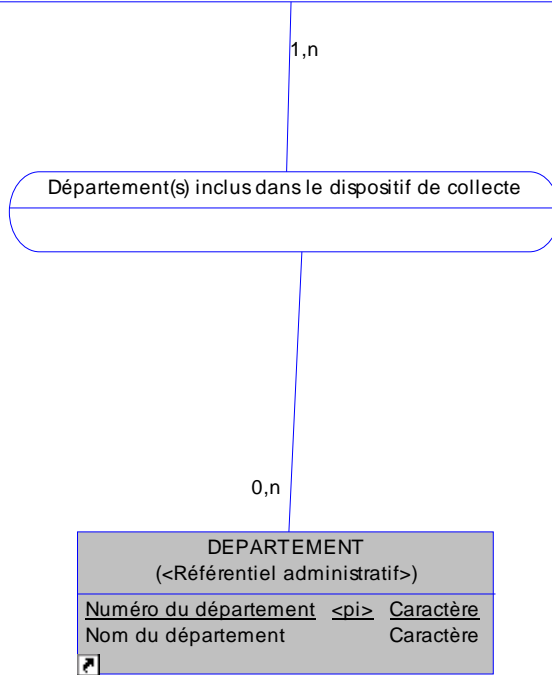 1,n
Département(s) inclus dans le dispositif de collecte
0,n
DEPARTEMENT
(<Référentiel administratif>)
Numéro du département <pi> Caractère
Nom du département Caractère